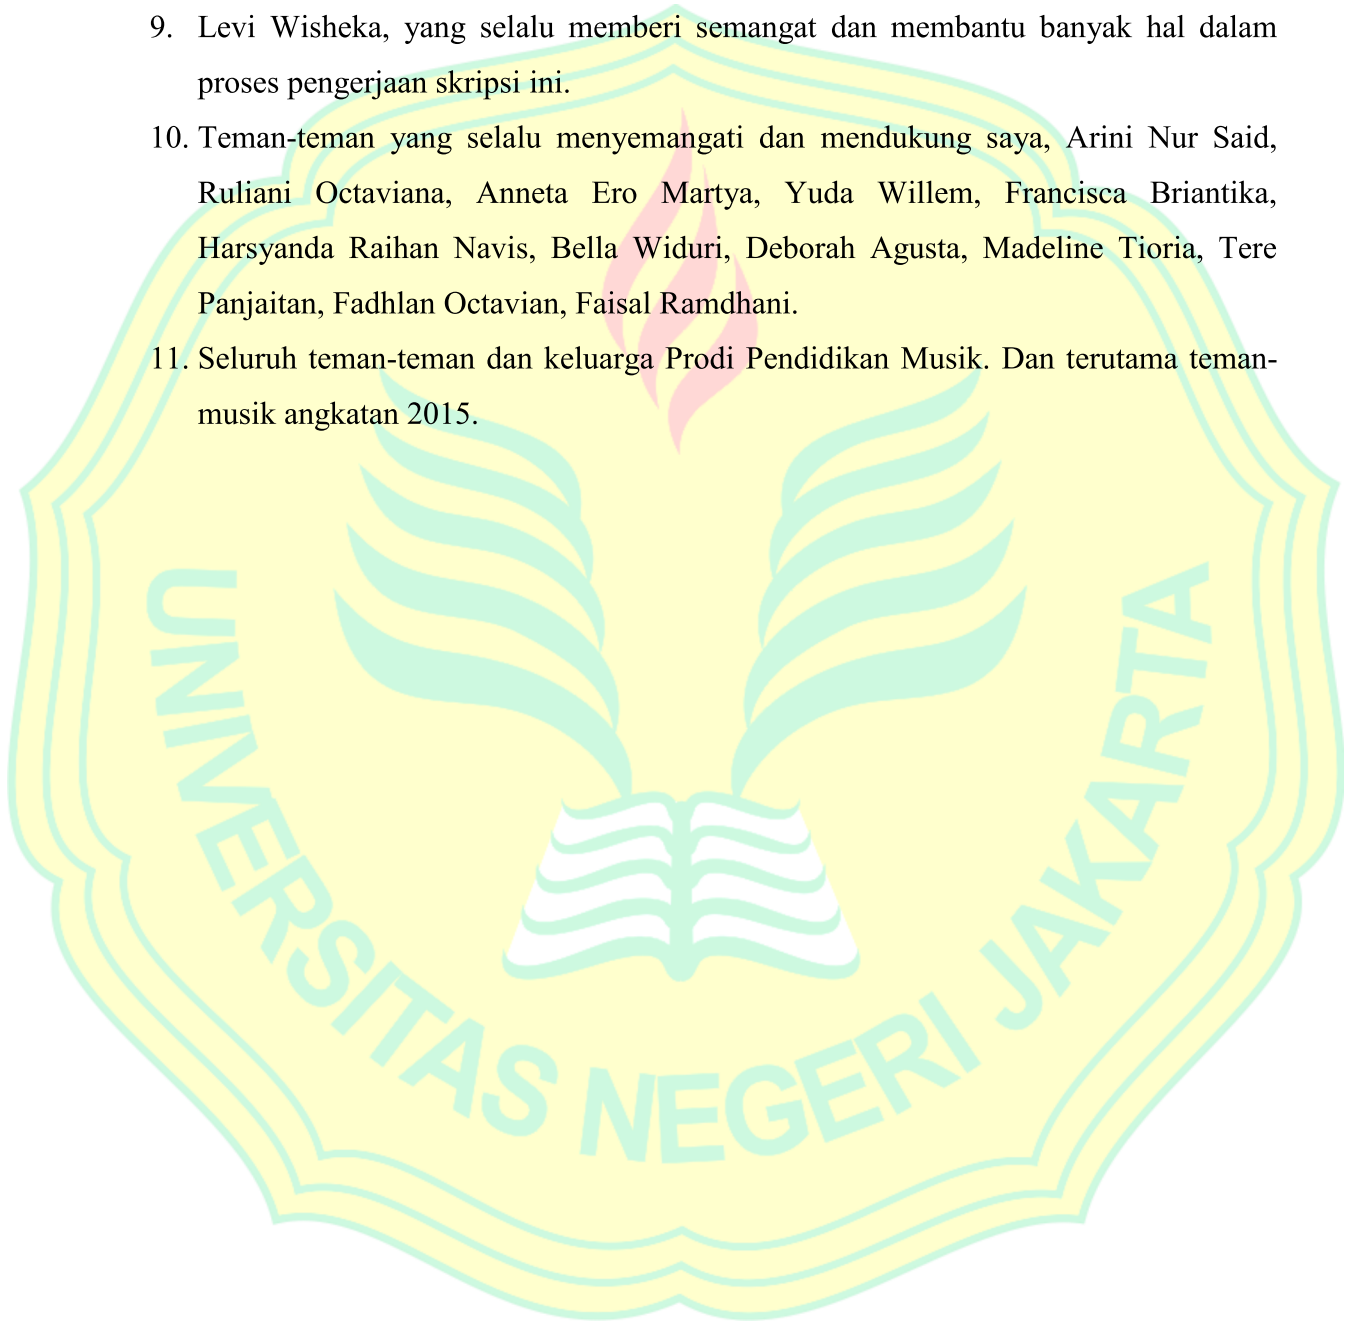 9. Levi Wisheka, yang selalu memberi semangat dan membantu banyak hal dalam
proses pengerjaan skripsi ini.
10. Teman-teman yang selalu menyemangati dan mendukung saya, Arini Nur Said,
Ruliani Octaviana, Anneta Ero Martya, Yuda Willem, Francisca Briantika,
Harsyanda Raihan Navis, Bella Widuri, Deborah Agusta, Madeline Tioria, Tere
Panjaitan, Fadhlan Octavian, Faisal Ramdhani.
11. Seluruh teman-teman dan keluarga Prodi Pendidikan Musik. Dan terutama teman-
musik angkatan 2015.
UNIVERSITAS NEGERI JAKARTA